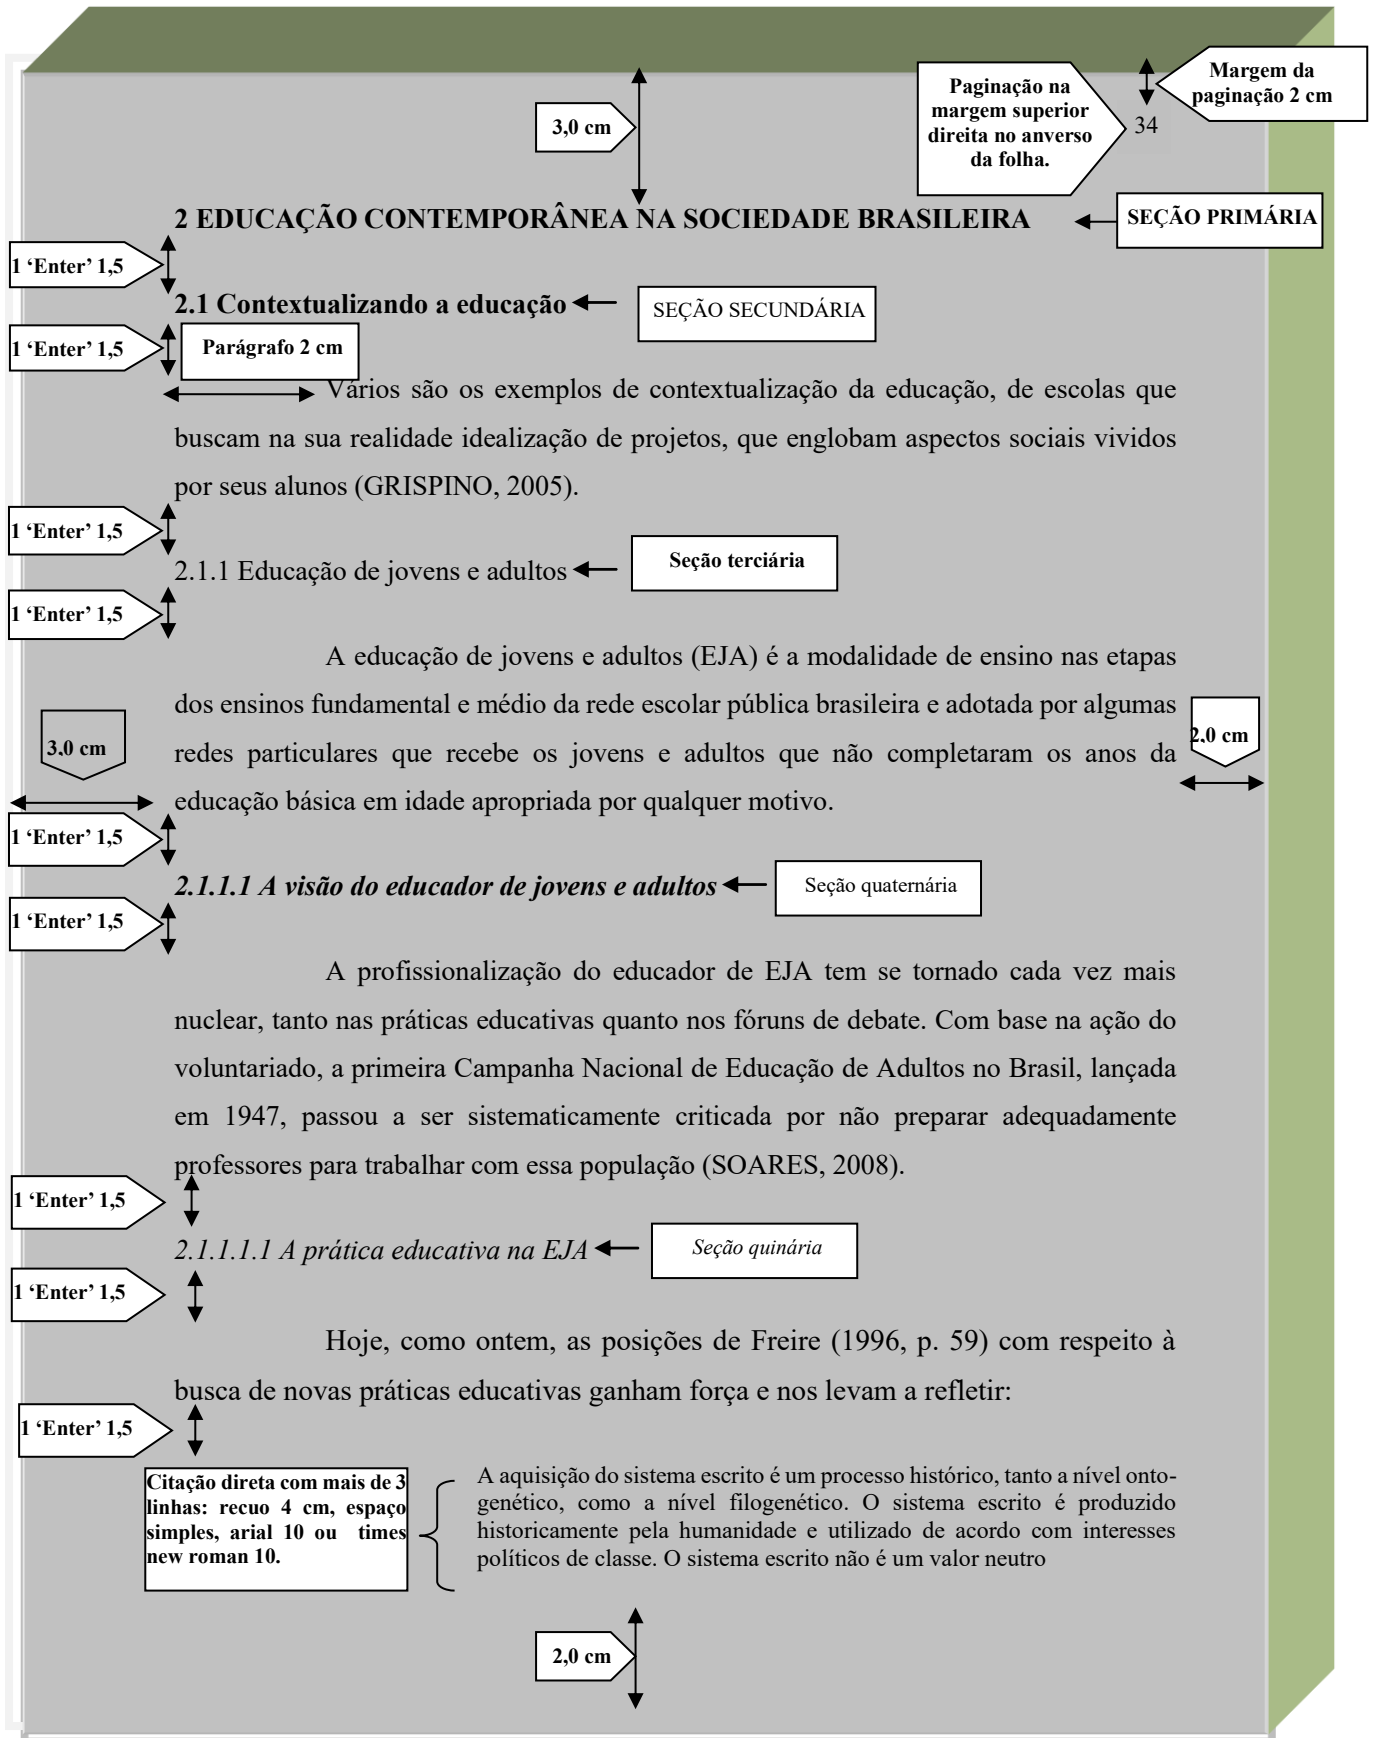 Margem da
paginação 2 cm
Paginação na
margem superior
direita no anverso
da folha.
34
3,0 cm
2 EDUCAÇÃO CONTEMPORÂNEA NA SOCIEDADE BRASILEIRA
SEÇÃO PRIMÁRIA
1 ‘Enter’ 1,5
2.1 Contextualizando a educação
SEÇÃO SECUNDÁRIA
1 ‘Enter’ 1,5
Parágrafo 2 cm
Vários são os exemplos de contextualização da educação, de escolas que
buscam na sua realidade idealização de projetos, que englobam aspectos sociais vividos
por seus alunos (GRISPINO, 2005).
1 ‘Enter’ 1,5
2.1.1 Educação de jovens e adultos
Seção terciária
1 ‘Enter’ 1,5
A educação de jovens e adultos (EJA) é a modalidade de ensino nas etapas
dos ensinos fundamental e médio da rede escolar pública brasileira e adotada por algumas
redes particulares que recebe os jovens e adultos que não completaram os anos da
educação básica em idade apropriada por qualquer motivo.
3,0 cm
2,0 cm
1 ‘Enter’ 1,5
2.1.1.1 A visão do educador de jovens e adultos
Seção quaternária
1 ‘Enter’ 1,5
A profissionalização do educador de EJA tem se tornado cada vez mais
nuclear, tanto nas práticas educativas quanto nos fóruns de debate. Com base na ação do
voluntariado, a primeira Campanha Nacional de Educação de Adultos no Brasil, lançada
em 1947, passou a ser sistematicamente criticada por não preparar adequadamente
professores para trabalhar com essa população (SOARES, 2008).
1 ‘Enter’ 1,5
2.1.1.1.1 A prática educativa na EJA
Seção quinária
1 ‘Enter’ 1,5
Hoje, como ontem, as posições de Freire (1996, p. 59) com respeito à
busca de novas práticas educativas ganham força e nos levam a refletir:
1 ‘Enter’ 1,5
Citação direta com mais de 3
linhas: recuo 4 cm, espaço
simples, arial 10 ou times
new roman 10.
A aquisição do sistema escrito é um processo histórico, tanto a nível onto-
genético, como a nível filogenético. O sistema escrito é produzido
historicamente pela humanidade e utilizado de acordo com interesses
políticos de classe. O sistema escrito não é um valor neutro
2,0 cm